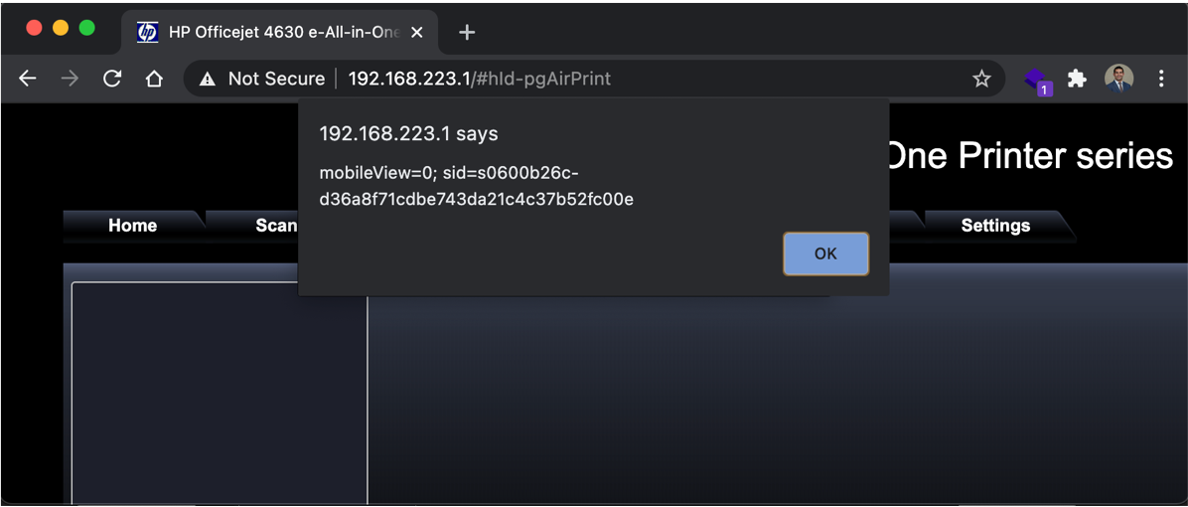 HP Officejet 4630 e-All-in-One
Not Secure 192.168.223.1/#hId-pgAirPrint
1
192.168.223.1 says
mobileView=0; sid=s0600b26c-
d36a8f71cdbe743da21c4c37b52fc00e
OK
One Printer series
Home Scan Settings